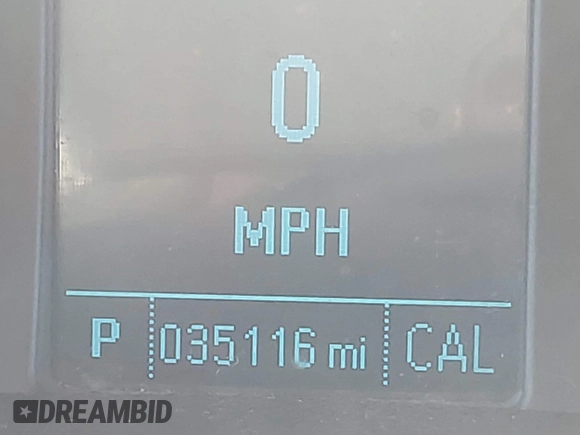 0
MPH
P 035116 mi CAL
DREAMBID